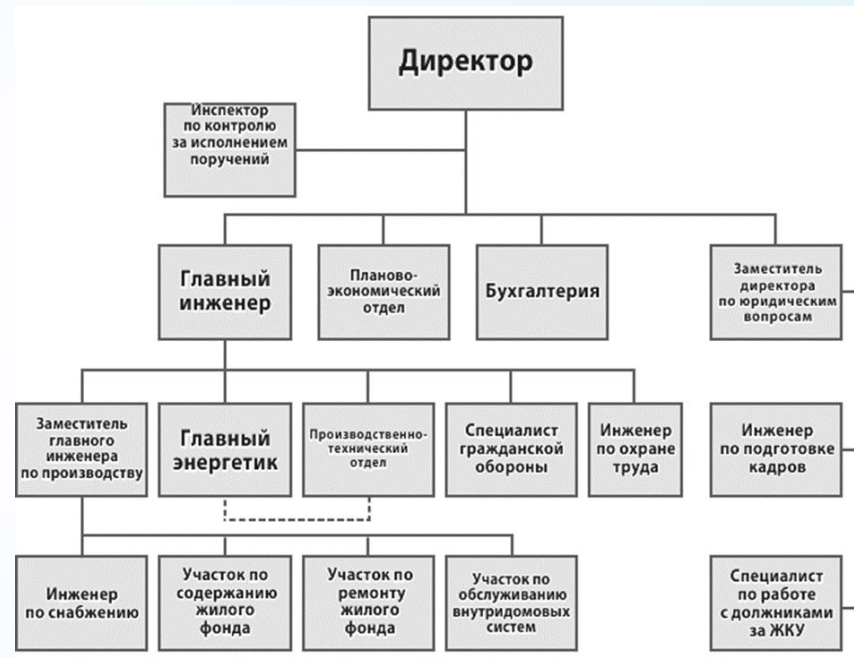 Директор
Инспектор
по контролю
за исполнением
поручений
Главный
инженер
Планово-
экономический
отдел
Бухгалтерия
Заместитель
директора
по юридическим
вопросам
Заместитель
главного
инженера
по производству
Главный
энергетик
Производственно-
технический
отдел
Специалист
гражданской
обороны
Инженер
по охране
труда
Инженер
по подготовке
кадров
Инженер
по снабжению
Участок по
содержанию
жилого
фонда
Участок по
ремонту
жилого
фонда
Участок по
обслуживанию
внутридомовых
систем
Специалист
по работе
с должниками
за ЖКУ